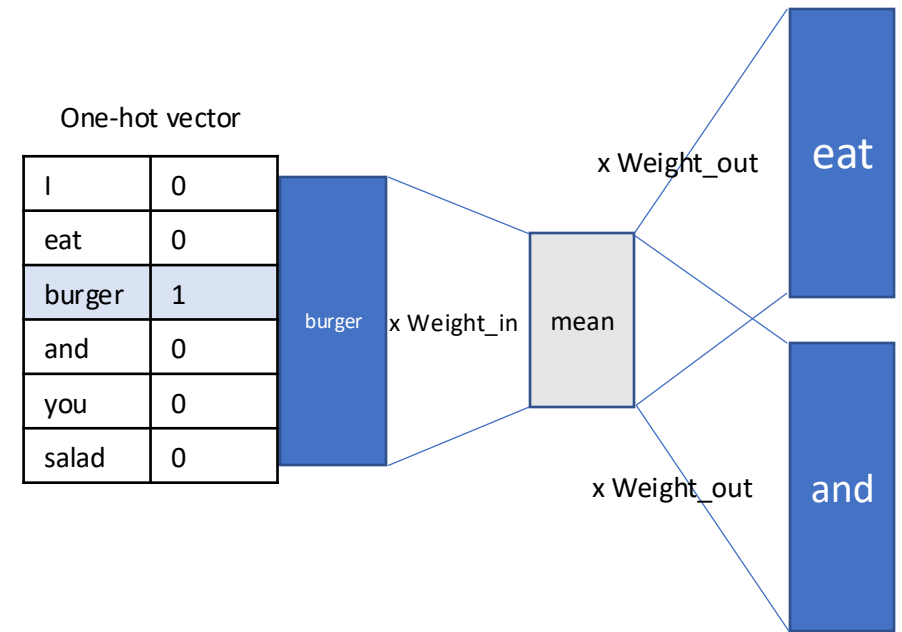 One-hot vector
I 0
eat 0
burger 1
and 0
you 0
salad 0
burger
x Weight_in
mean
x Weight_out
eat
x Weight_out
and